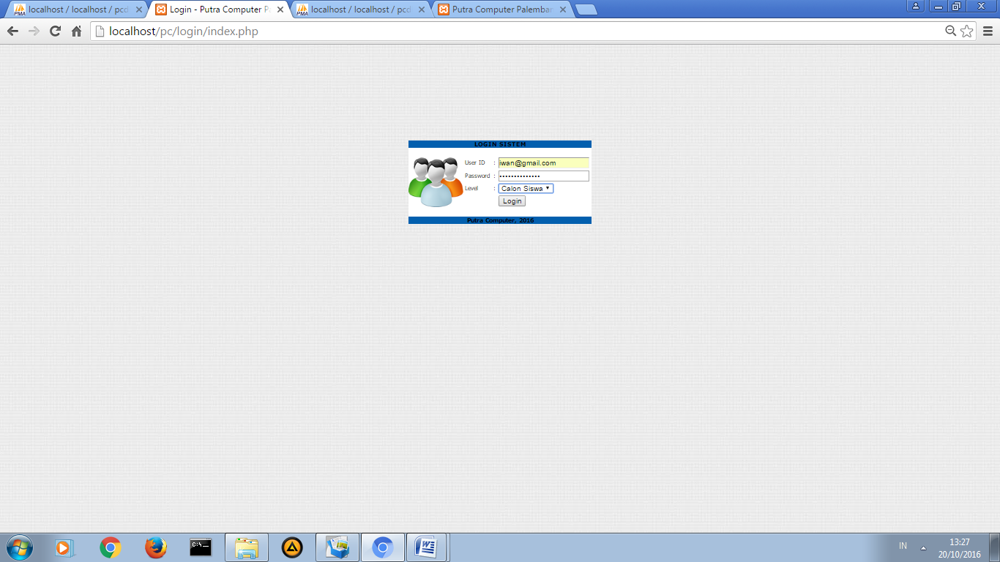 localhost / localhost / pcd
Login - Putra Computer P
localhost / localhost / pcd
Putra Computer Palemban
localhost/pc/login/index.php
LOGIN SISTEM
User ID : iwan@gmail.com
Password : ••••••••••••••
Level : Calon Siswa
Login
Putra Computer, 2016
IN
13:27
20/10/2016